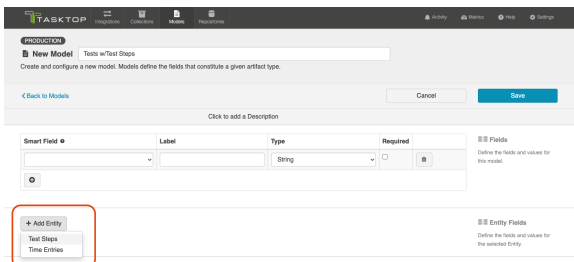 TASKTOP
Integrations
Collections
Models
Repositories
Activity
Metrics
Help
Settings
PRODUCTION
New Model
Tests w/Test Steps
Create and configure a new model. Models define the fields that constitute a given artifact type.
Back to Models
Cancel
Save
Click to add a Description
Smart Field
Label
Type
Required
String
Fields
Define the fields and values for
this model.
+ Add Entity
Test Steps
Time Entries
Entity Fields
Define the fields and values for
the selected Entity.